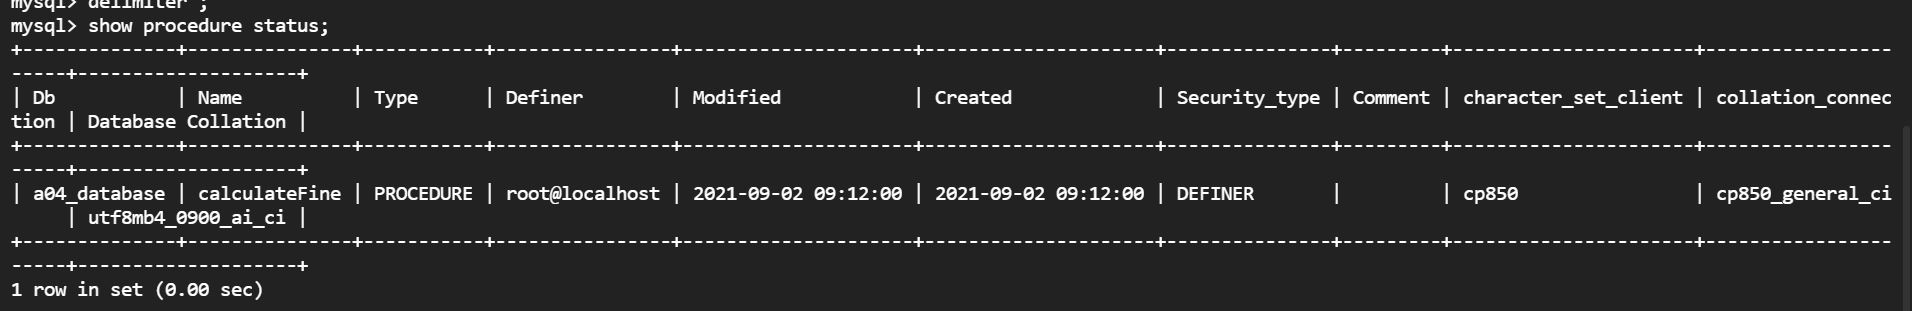 mysql> delimiter ;
mysql> show procedure status;
+---------------+---------------+-----------+----------------+---------------------+---------------------+---------------+---------+----------------------+-----------------
-----+--------------------+
| Db            | Name          | Type      | Definer        | Modified            | Created             | Security_type | Comment | character_set_client | collation_connec
tion | Database Collation |
+---------------+---------------+-----------+----------------+---------------------+---------------------+---------------+---------+----------------------+-----------------
-----+--------------------+
| a04_database | calculateFine | PROCEDURE | root@localhost | 2021-09-02 09:12:00 | 2021-09-02 09:12:00 | DEFINER       |         | cp850                | cp850_general_ci
     | utf8mb4_0900_ai_ci |
+---------------+---------------+-----------+----------------+---------------------+---------------------+---------------+---------+----------------------+-----------------
-----+--------------------+
1 row in set (0.00 sec)